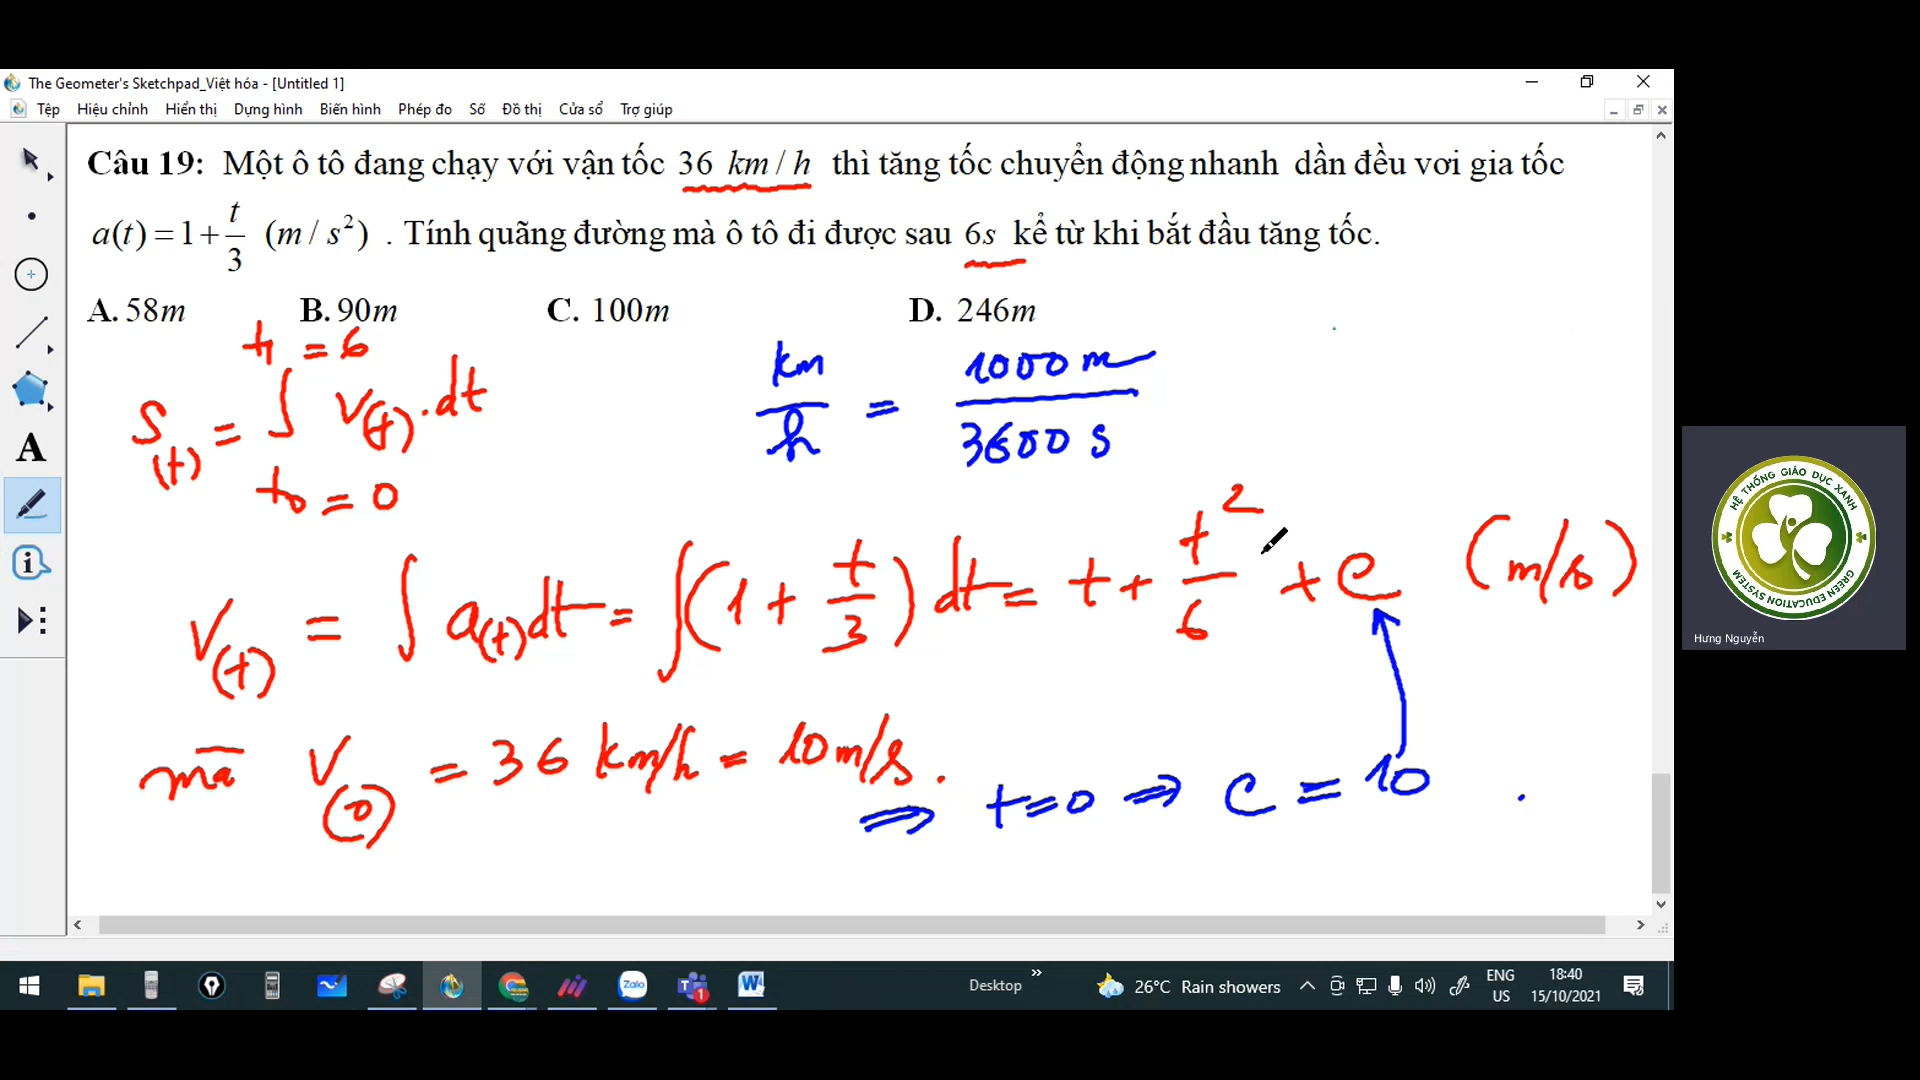 The Geometer's Sketchpad_Việt hóa - [Untitled 1]
Tệp Hiệu chỉnh Hiển thị Dựng hình Biến hình Phép đo Số Đồ thị Cửa sổ Trợ giúp
Câu 19: Một ô tô đang chạy với vận tốc 36 km / h thì tăng tốc chuyển động nhanh dần đều vơi gia tốc
a(t) = 1 + t/3 (m / s²) . Tính quãng đường mà ô tô đi được sau 6s kể từ khi bắt đầu tăng tốc.
A. 58m B. 90m C. 100m D. 246m
t₁ = 6
S(t) = ∫ v(t).dt
t₀ = 0
km/h = 1000 m / 3600 s
V(t) = ∫ a(t) dt = ∫ (1 + t/3) dt = t + t²/6 + C (m/s)
mà V(0) = 36 km/h = 10 m/s.
⇒ t = 0 ⇒ C = 10
A
HỆ THỐNG GIÁO DỤC XANH
GREEN EDUCATION SYSTEM
Hưng Nguyễn
Zalo
1
Desktop
26°C Rain showers
ENG
US
18:40
15/10/2021